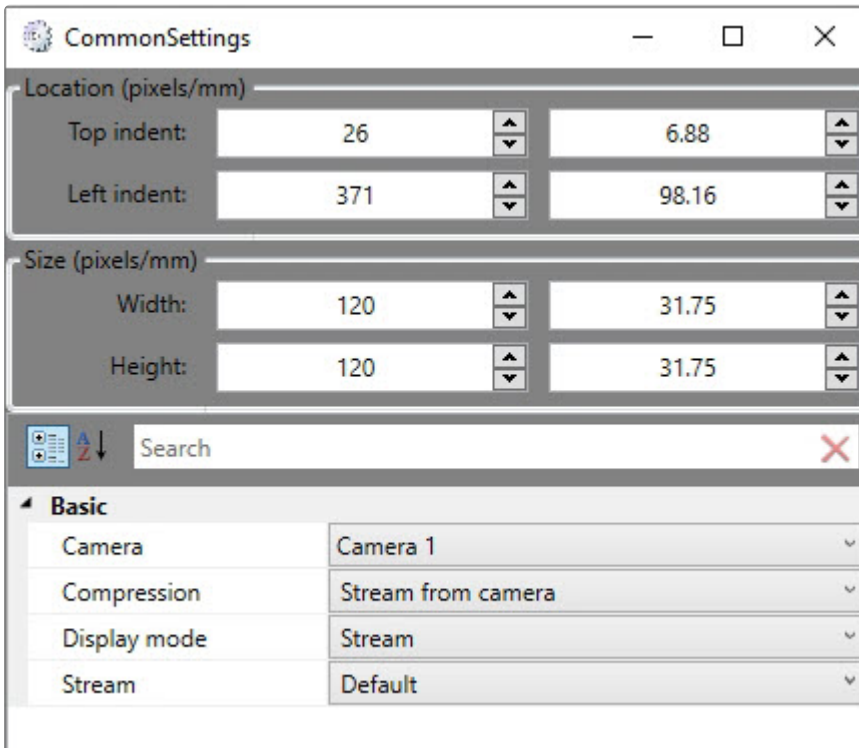 CommonSettings
Location (pixels/mm)
Top indent: 26 6.88
Left indent: 371 98.16
Size (pixels/mm)
Width: 120 31.75
Height: 120 31.75
A Z Search
Basic
Camera Camera 1
Compression Stream from camera
Display mode Stream
Stream Default